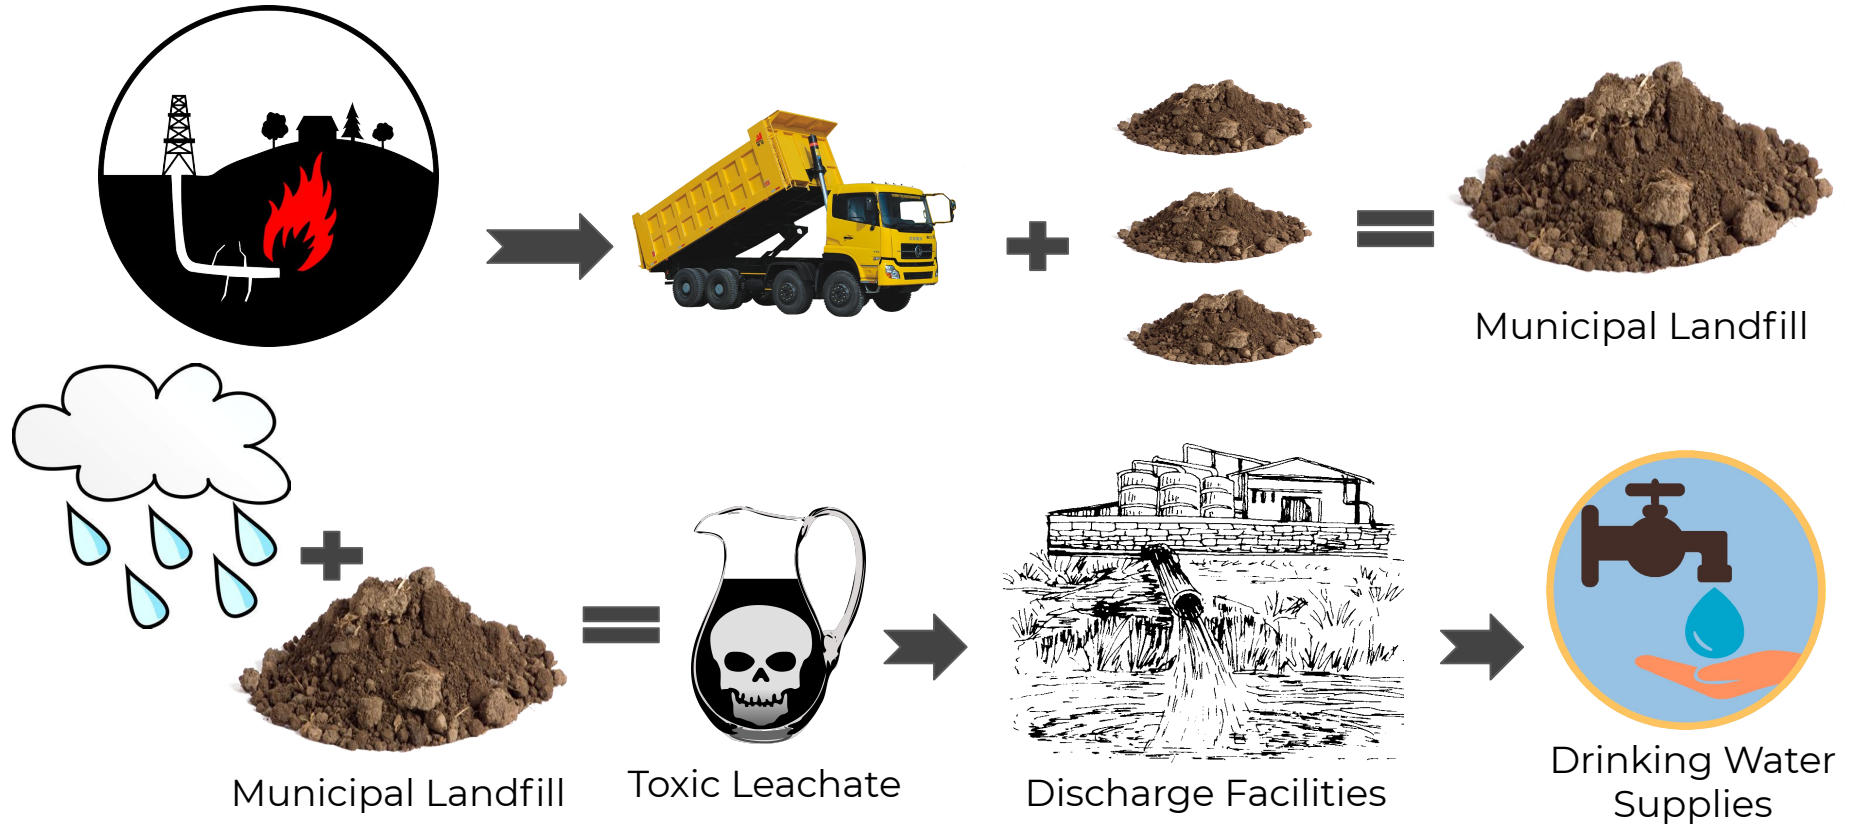 Municipal Landfill
Municipal Landfill
Toxic Leachate
Discharge Facilities
Drinking Water
Supplies